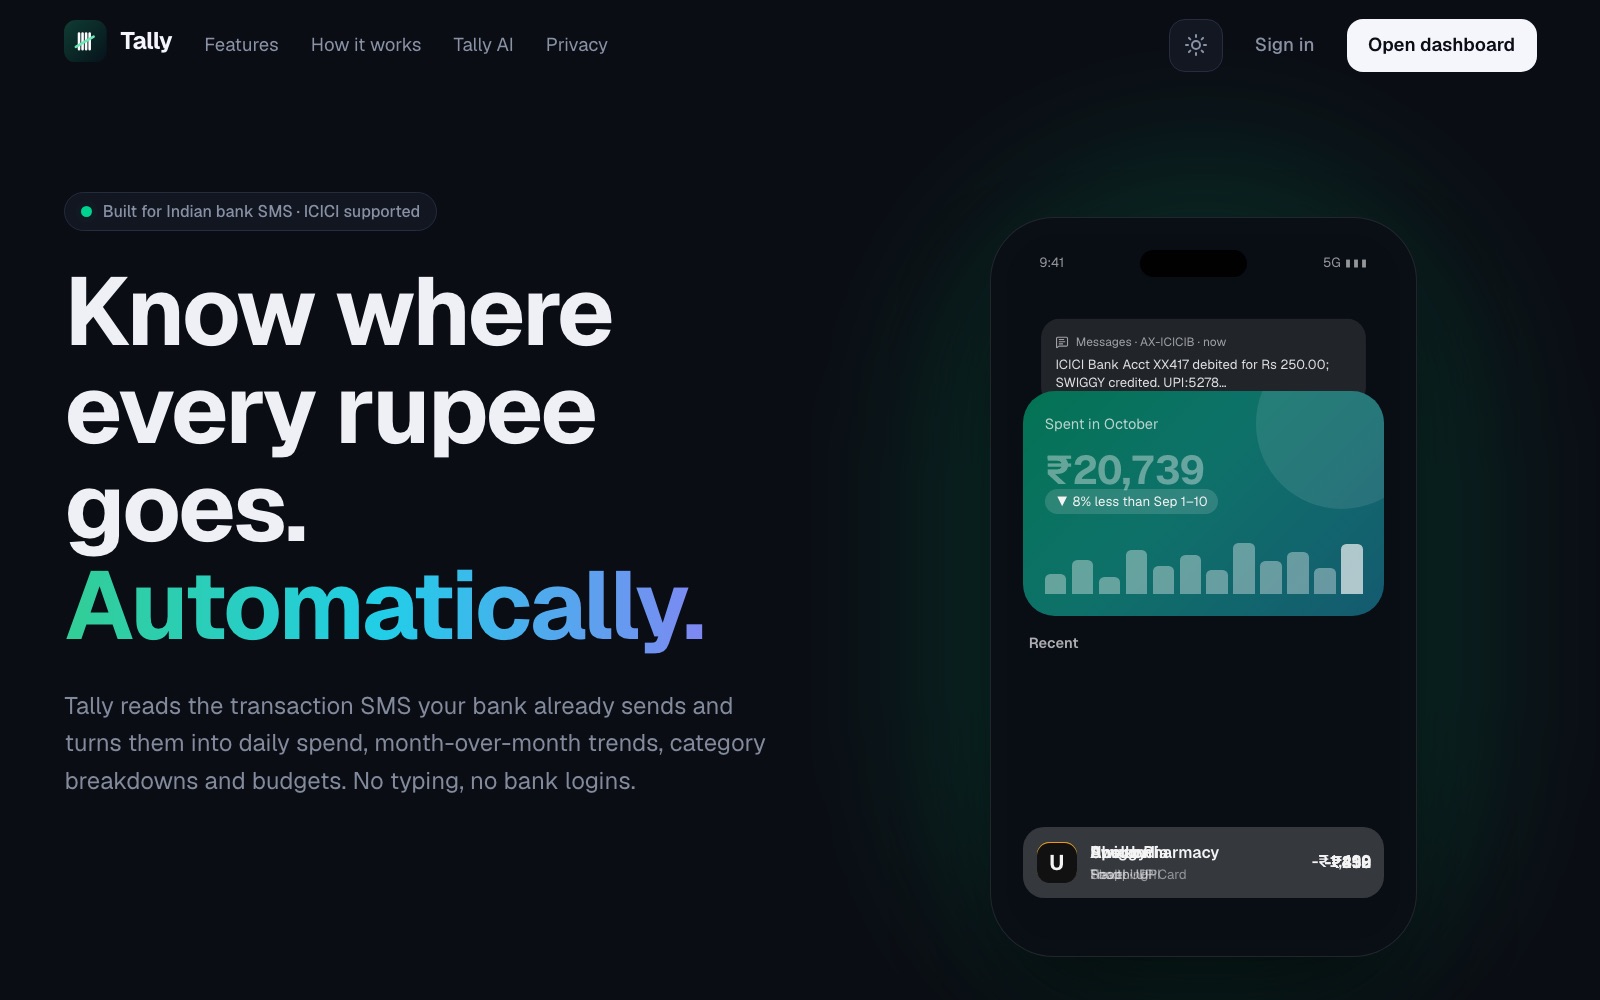 Tally
Features
How it works
Tally AI
Privacy
Sign in
Open dashboard
Built for Indian bank SMS · ICICI supported
Know where
every rupee
goes.
Automatically.
Tally reads the transaction SMS your bank already sends and
turns them into daily spend, month-over-month trends, category
breakdowns and budgets. No typing, no bank logins.
9:41
5G
Messages · AX-ICICIB · now
ICICI Bank Acct XX417 debited for Rs 250.00;
SWIGGY credited. UPI:5278…
Spent in October
₹20,739
▼ 8% less than Sep 1–10
Recent
U